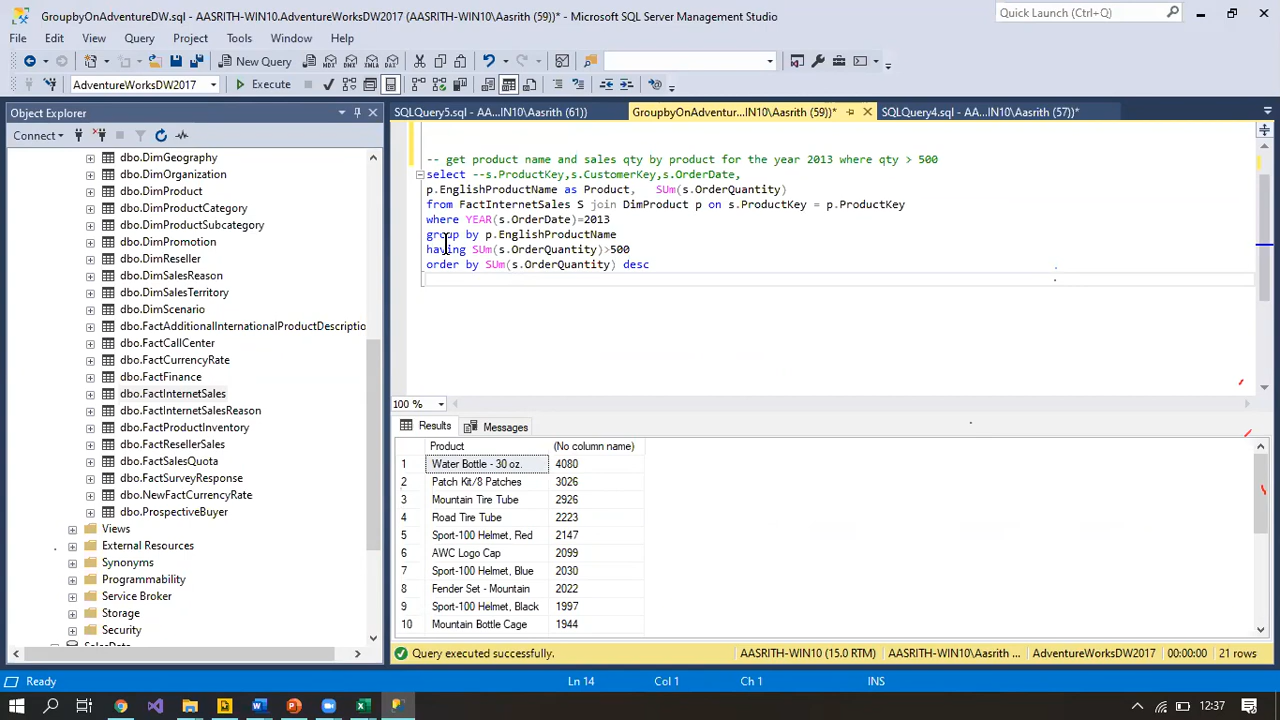 GroupbyOnAdventureDW.sql - AASRITH-WIN10.AdventureWorksDW2017 (AASRITH-WIN10\Aasrith (59))* - Microsoft SQL Server Management Studio
Quick Launch (Ctrl+Q)
File Edit View Query Project Tools Window Help
New Query MDX DMX XMLA DAX
AdventureWorksDW2017 Execute
Object Explorer
SQLQuery5.sql - AA...IN10\Aasrith (61))
GroupbyOnAdventur...IN10\Aasrith (59))*
SQLQuery4.sql - AA...IN10\Aasrith (57))*
Connect
dbo.DimGeography
dbo.DimOrganization
dbo.DimProduct
dbo.DimProductCategory
dbo.DimProductSubcategory
dbo.DimPromotion
dbo.DimReseller
dbo.DimSalesReason
dbo.DimSalesTerritory
dbo.DimScenario
dbo.FactAdditionalInternationalProductDescriptio
dbo.FactCallCenter
dbo.FactCurrencyRate
dbo.FactFinance
dbo.FactInternetSales
dbo.FactInternetSalesReason
dbo.FactProductInventory
dbo.FactResellerSales
dbo.FactSalesQuota
dbo.FactSurveyResponse
dbo.NewFactCurrencyRate
dbo.ProspectiveBuyer
Views
External Resources
Synonyms
Programmability
Service Broker
Storage
Security
-- get product name and sales qty by product for the year 2013 where qty > 500
select --s.ProductKey,s.CustomerKey,s.OrderDate,
p.EnglishProductName as Product, SUm(s.OrderQuantity)
from FactInternetSales S join DimProduct p on s.ProductKey = p.ProductKey
where YEAR(s.OrderDate)=2013
group by p.EnglishProductName
having SUm(s.OrderQuantity)>500
order by SUm(s.OrderQuantity) desc
100 %
Results Messages
Product (No column name)
1 Water Bottle - 30 oz. 4080
2 Patch Kit/8 Patches 3026
3 Mountain Tire Tube 2926
4 Road Tire Tube 2223
5 Sport-100 Helmet, Red 2147
6 AWC Logo Cap 2099
7 Sport-100 Helmet, Blue 2030
8 Fender Set - Mountain 2022
9 Sport-100 Helmet, Black 1997
10 Mountain Bottle Cage 1944
Query executed successfully. AASRITH-WIN10 (15.0 RTM) AASRITH-WIN10\Aasrith ... AdventureWorksDW2017 00:00:00 21 rows
Ready Ln 14 Col 1 Ch 1 INS
12:37